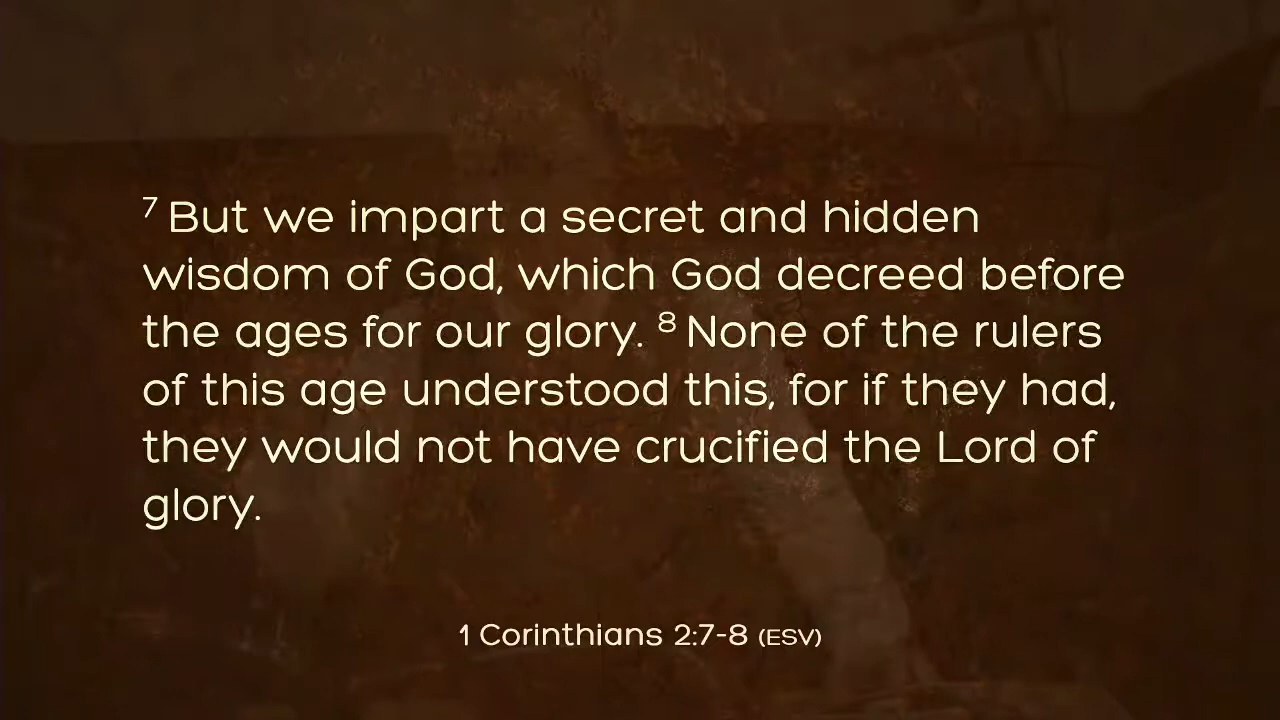 ⁷ But we impart a secret and hidden
wisdom of God, which God decreed before
the ages for our glory. ⁸ None of the rulers
of this age understood this, for if they had,
they would not have crucified the Lord of
glory.
1 Corinthians 2:7-8 (ESV)